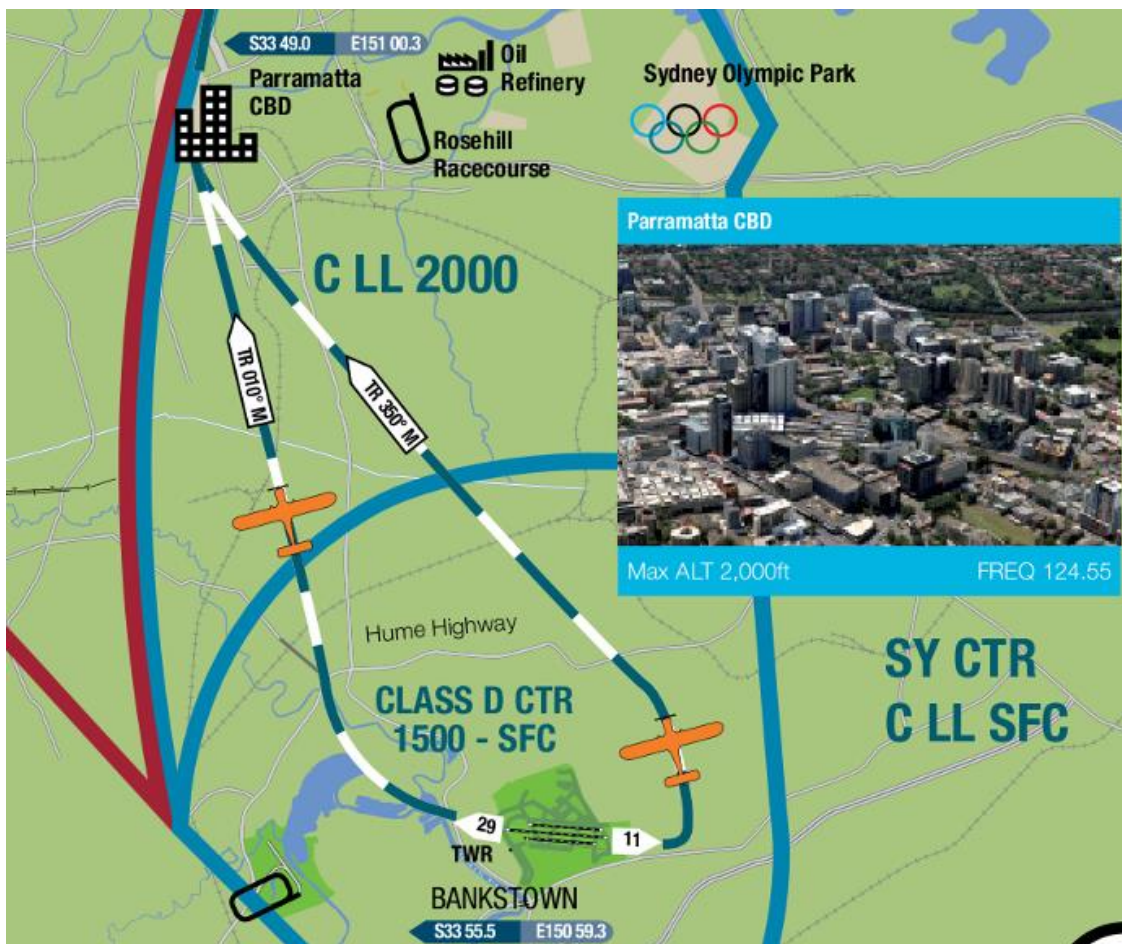 S33 49.0 E151 00.3
Parramatta
CBD
Oil
Refinery
Rosehill
Racecourse
Sydney Olympic Park
C LL 2000
Parramatta CBD
Max ALT 2,000ft FREQ 124.55
TR 010° M
TR 350° M
Hume Highway
CLASS D CTR
1500 - SFC
SY CTR
C LL SFC
29
11
TWR
BANKSTOWN
S33 55.5 E150 59.3